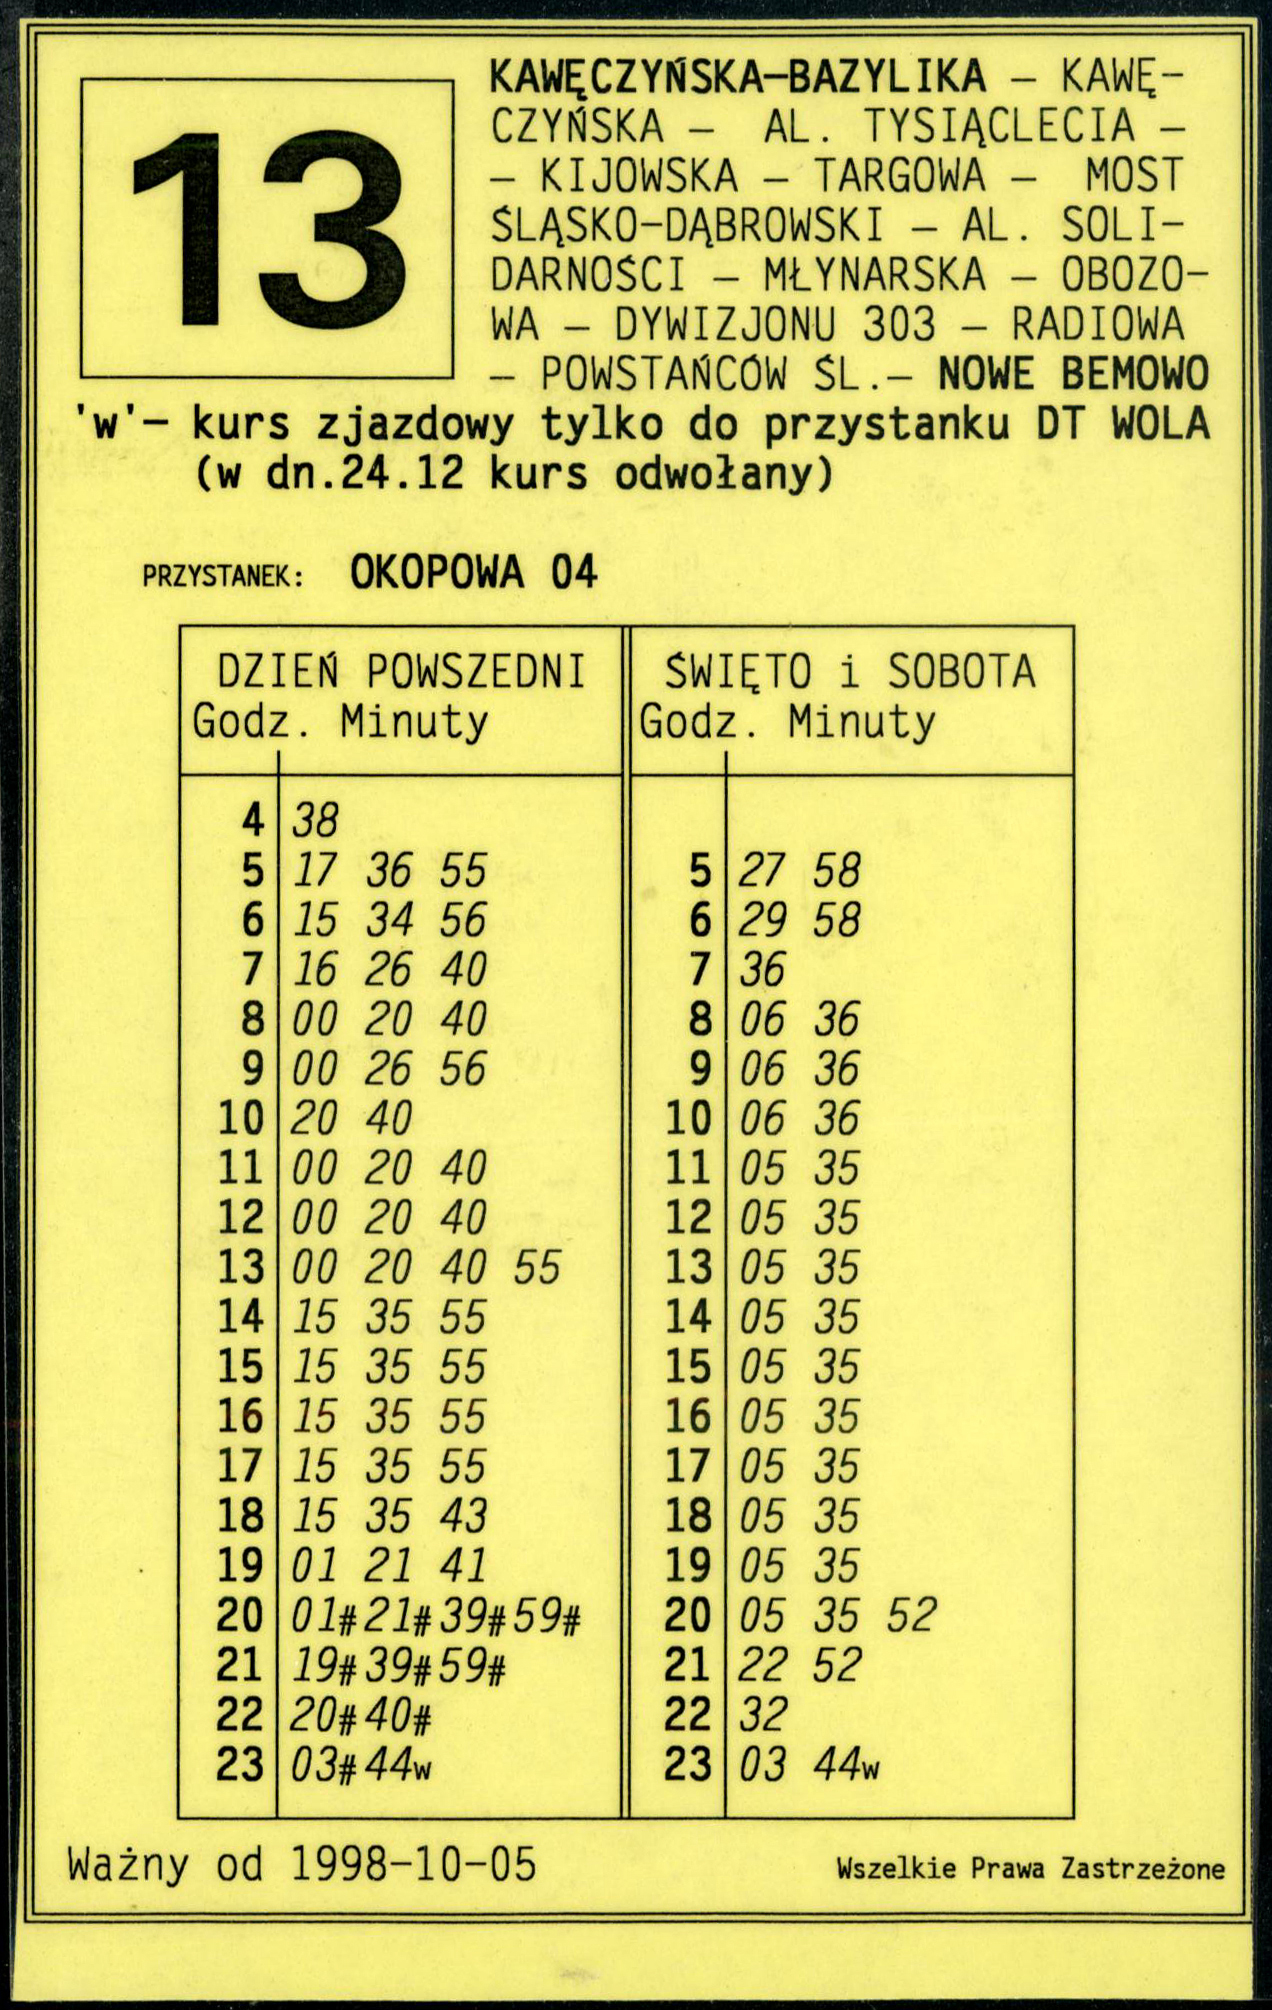 13
KAWĘCZYŃSKA–BAZYLIKA – KAWĘ-
CZYŃSKA – AL. TYSIĄCLECIA –
– KIJOWSKA – TARGOWA – MOST
ŚLĄSKO-DĄBROWSKI – AL. SOLI-
DARNOŚCI – MŁYNARSKA – OBOZO-
WA – DYWIZJONU 303 – RADIOWA
– POWSTAŃCÓW ŚL.– NOWE BEMOWO
'w'– kurs zjazdowy tylko do przystanku DT WOLA
(w dn.24.12 kurs odwołany)
PRZYSTANEK: OKOPOWA 04
DZIEŃ POWSZEDNI ŚWIĘTO i SOBOTA
Godz. Minuty Godz. Minuty
4 38
5 17 36 55 5 27 58
6 15 34 56 6 29 58
7 16 26 40 7 36
8 00 20 40 8 06 36
9 00 26 56 9 06 36
10 20 40 10 06 36
11 00 20 40 11 05 35
12 00 20 40 12 05 35
13 00 20 40 55 13 05 35
14 15 35 55 14 05 35
15 15 35 55 15 05 35
16 15 35 55 16 05 35
17 15 35 55 17 05 35
18 15 35 43 18 05 35
19 01 21 41 19 05 35
20 01# 21# 39# 59# 20 05 35 52
21 19# 39# 59# 21 22 52
22 20# 40# 22 32
23 03# 44w 23 03 44w
Ważny od 1998-10-05 Wszelkie Prawa Zastrzeżone